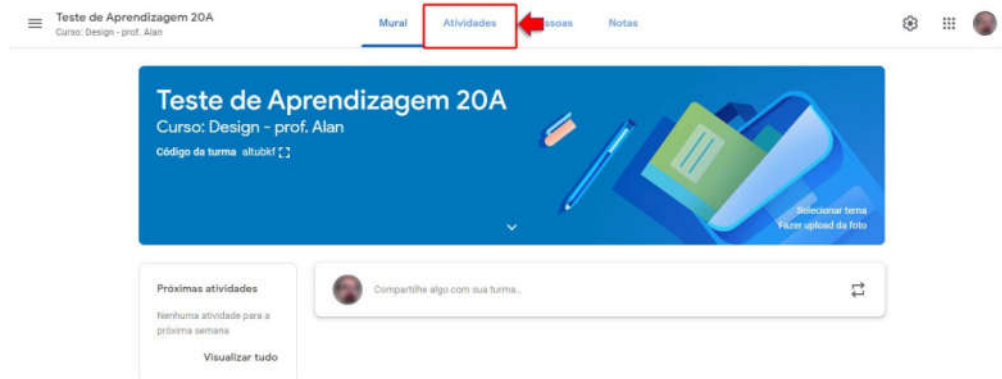 Teste de Aprendizagem 20A
Curso: Design - prof. Alan
Mural Atividades ssoas Notas
Teste de Aprendizagem 20A
Curso: Design - prof. Alan
Código da turma altubkf
Selecionar tema
Fazer upload da foto
Próximas atividades
Nenhuma atividade para a
próxima semana
Visualizar tudo
Compartilhe algo com sua turma...